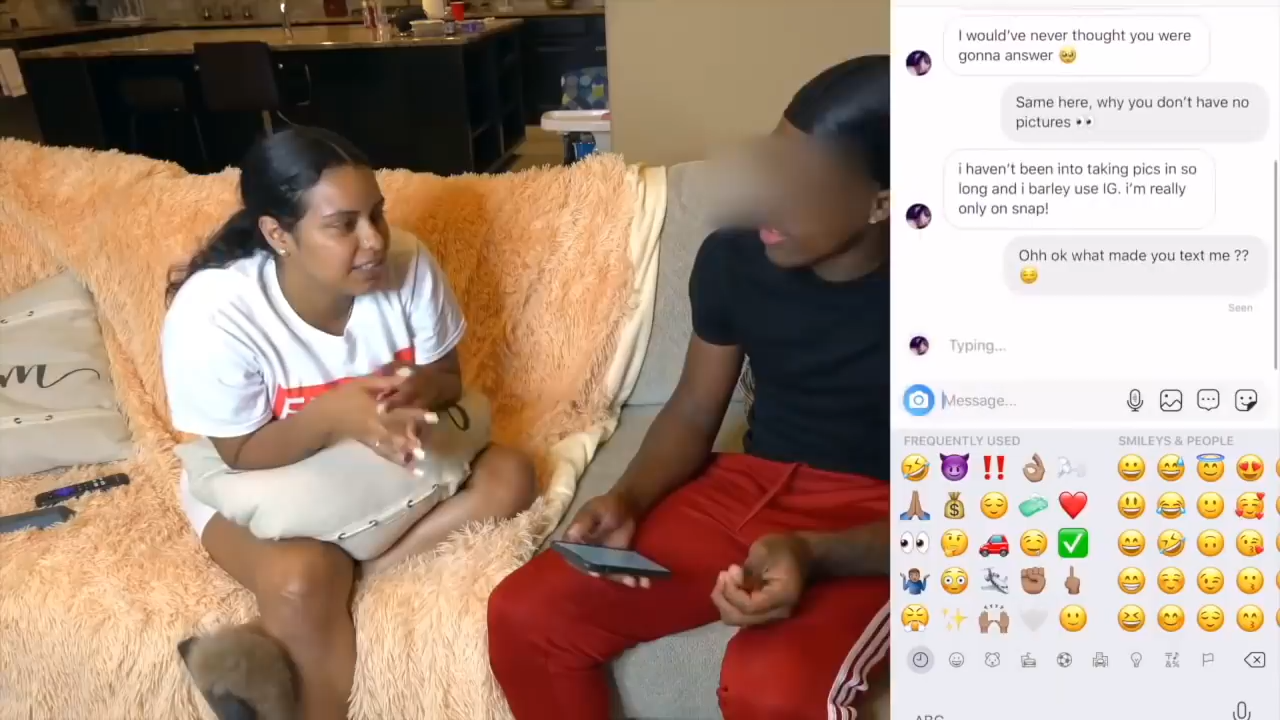 I would've never thought you were
gonna answer 🥺
Same here, why you don't have no
pictures 👀
i haven't been into taking pics in so
long and i barley use IG. i'm really
only on snap!
Ohh ok what made you text me ??
😏
Seen
Typing...
Message...
FREQUENTLY USED
SMILEYS & PEOPLE
ABC